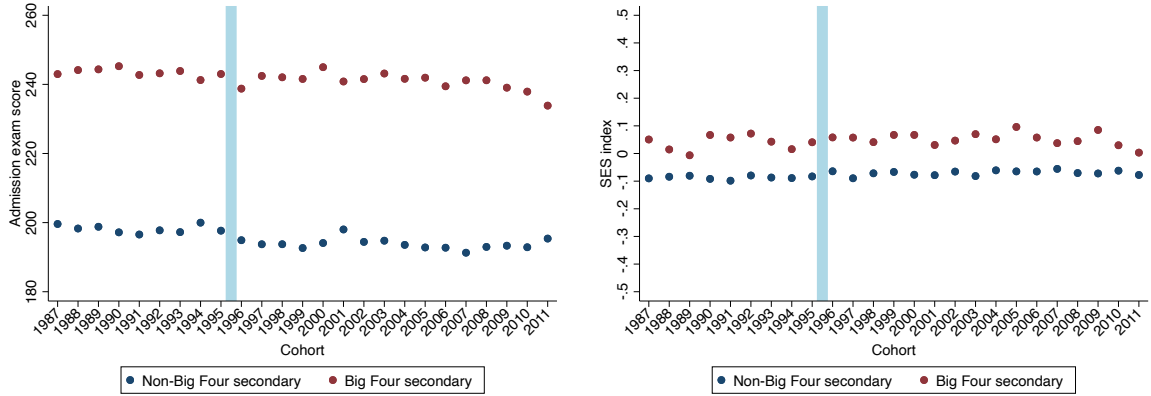 Admission exam score
260
240
220
200
180
1987 1988 1989 1990 1991 1992 1993 1994 1995 1996 1997 1998 1999 2000 2001 2002 2003 2004 2005 2006 2007 2008 2009 2010 2011
Cohort
Non-Big Four secondary Big Four secondary
SES index
.5
.4
.3
.2
.1
0
-.1
-.2
-.3
-.4
-.5
1987 1988 1989 1990 1991 1992 1993 1994 1995 1996 1997 1998 1999 2000 2001 2002 2003 2004 2005 2006 2007 2008 2009 2010 2011
Cohort
Non-Big Four secondary Big Four secondary